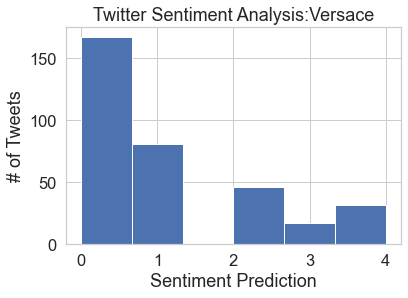 Twitter Sentiment Analysis:Versace
# of Tweets
150
100
50
0
0 1 2 3 4
Sentiment Prediction